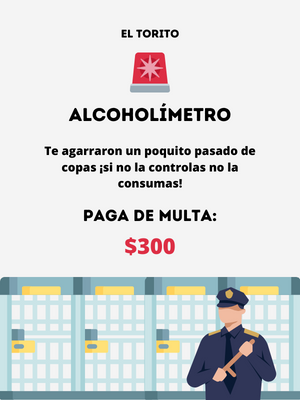 EL TORITO
ALCOHOLÍMETRO
Te agarraron un poquito pasado de
copas ¡si no la controlas no la
consumas!
PAGA DE MULTA:
$300